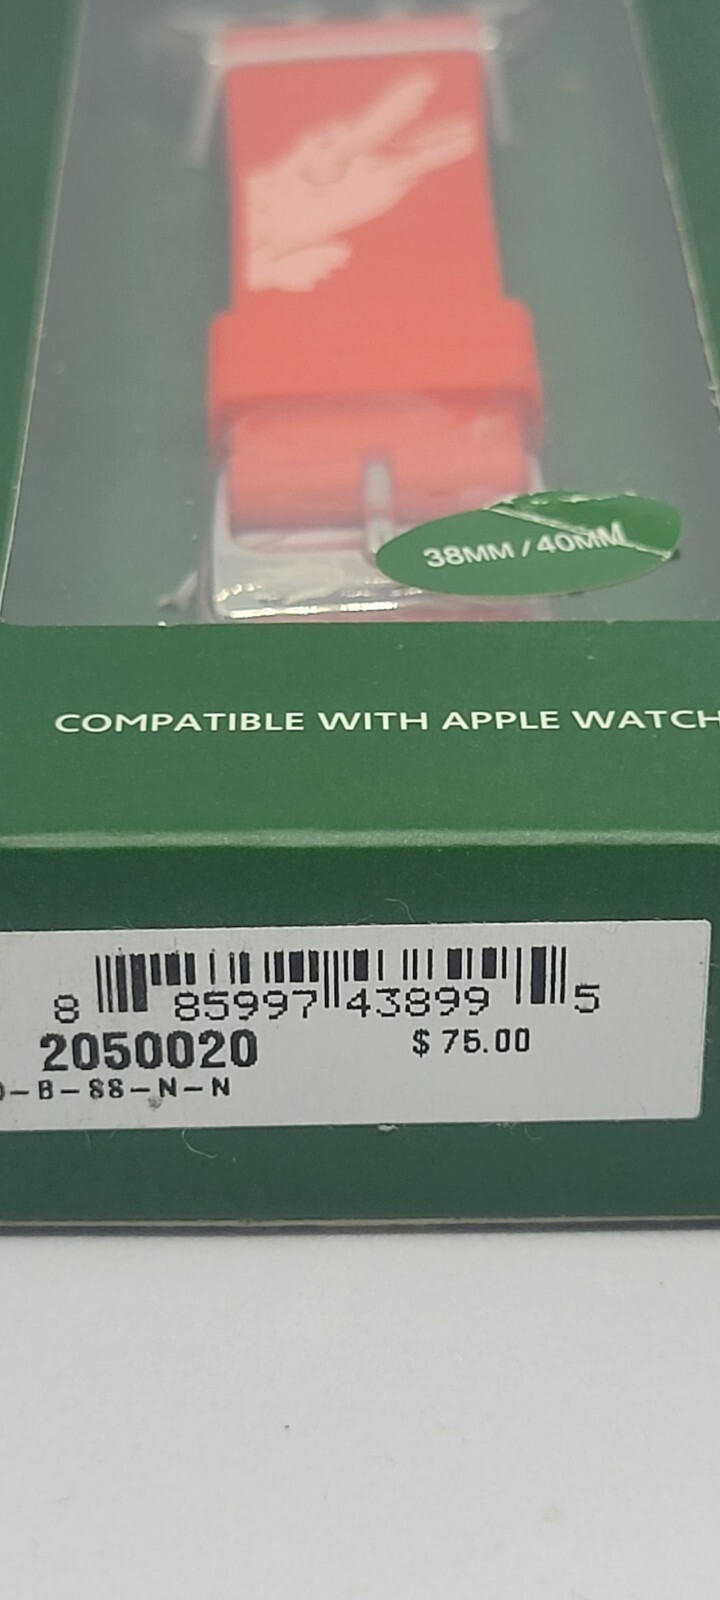 38MM / 40MM
COMPATIBLE WITH APPLE WATCH
8 85997 43899 5
2050020 $ 75.00
-B-88-N-N